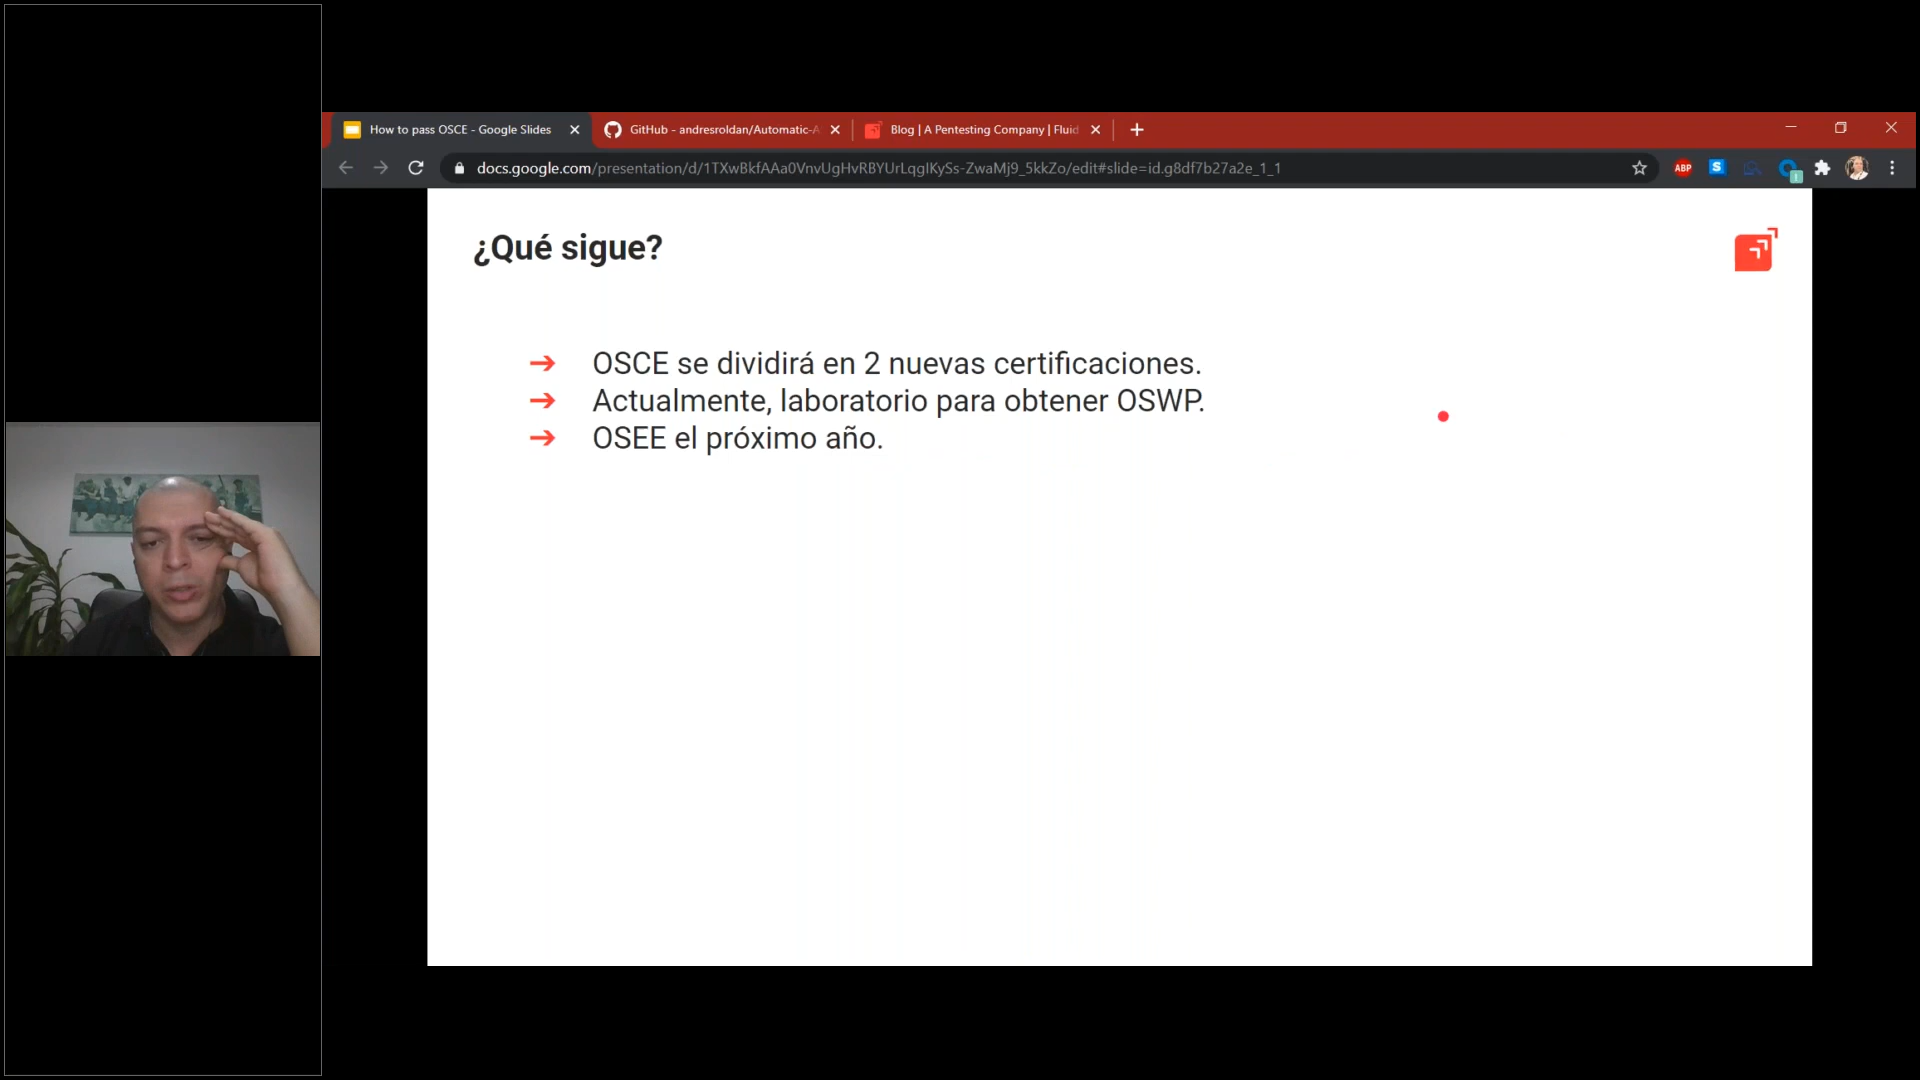 How to pass OSCE - Google Slides
GitHub - andresroldan/Automatic-A
Blog | A Pentesting Company | Fluid
docs.google.com/presentation/d/1TXwBkfAAa0VnvUgHvRBYUrLqgIKySs-ZwaMj9_5kkZo/edit#slide=id.g8df7b27a2e_1_1
ABP
S
¿Qué sigue?
➔ OSCE se dividirá en 2 nuevas certificaciones.
➔ Actualmente, laboratorio para obtener OSWP.
➔ OSEE el próximo año.